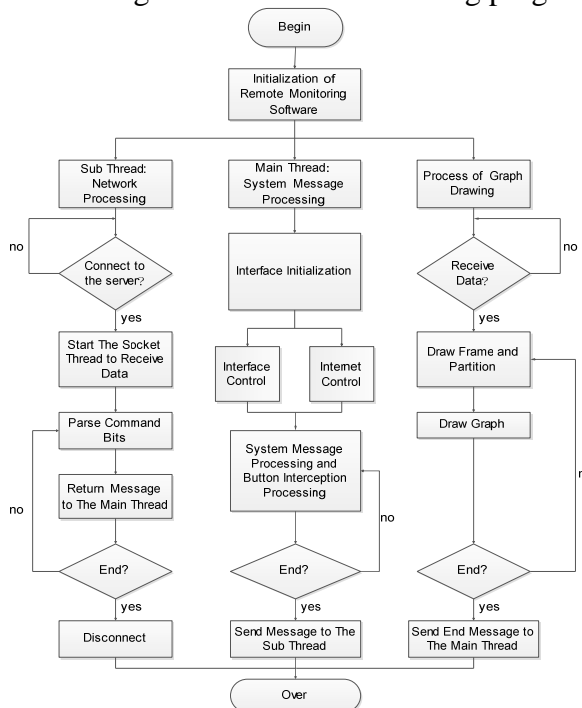 Begin
Initialization of
Remote Monitoring
Software
Sub Thread:
Network
Processing
Main Thread:
System Message
Processing
Process of Graph
Drawing
no
Connect to
the server?
yes
Interface Initialization
Receive
Data?
no
yes
Start The Socket
Thread to Receive
Data
Interface
Control
Internet
Control
Draw Frame and
Partition
Parse Command
Bits
System Message
Processing and
Button Interception
Processing
Draw Graph
Return Message
to The Main Thread
no
no
End?
yes
End?
yes
End?
yes
Disconnect
Send Message to The
Sub Thread
Send End Message to
The Main Thread
Over